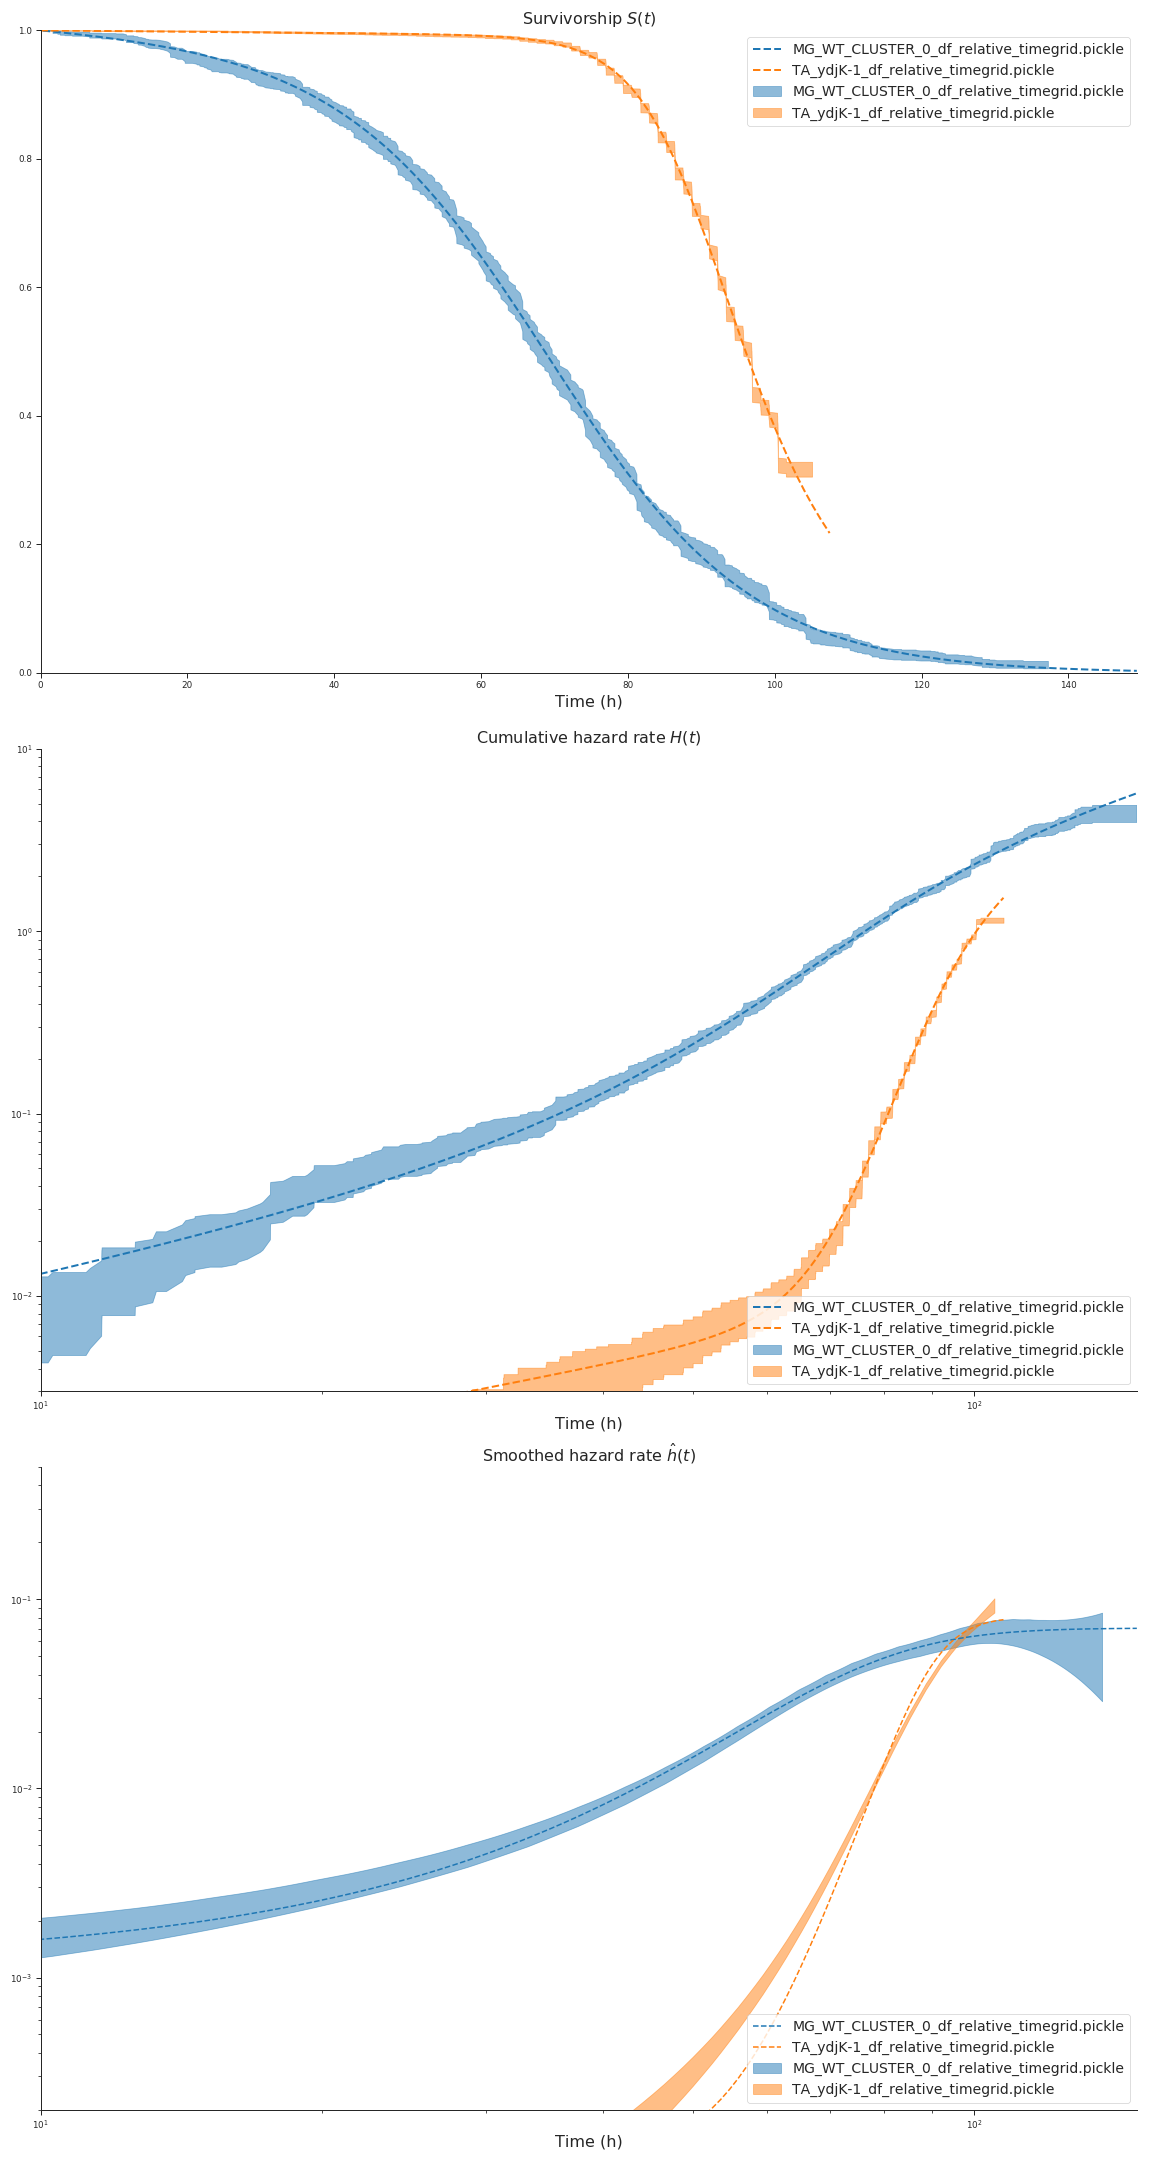 Survivorship S(t)
1.0
0.8
0.6
0.4
0.2
0.0
MG_WT_CLUSTER_0_df_relative_timegrid.pickle
TA_ydjK-1_df_relative_timegrid.pickle
MG_WT_CLUSTER_0_df_relative_timegrid.pickle
TA_ydjK-1_df_relative_timegrid.pickle
0 20 40 60 80 100 120 140
Time (h)
Cumulative hazard rate H(t)
10¹
10⁰
10⁻¹
10⁻²
MG_WT_CLUSTER_0_df_relative_timegrid.pickle
TA_ydjK-1_df_relative_timegrid.pickle
MG_WT_CLUSTER_0_df_relative_timegrid.pickle
TA_ydjK-1_df_relative_timegrid.pickle
10¹ 10²
Time (h)
Smoothed hazard rate ĥ(t)
10⁻¹
10⁻²
10⁻³
MG_WT_CLUSTER_0_df_relative_timegrid.pickle
TA_ydjK-1_df_relative_timegrid.pickle
MG_WT_CLUSTER_0_df_relative_timegrid.pickle
TA_ydjK-1_df_relative_timegrid.pickle
10¹ 10²
Time (h)